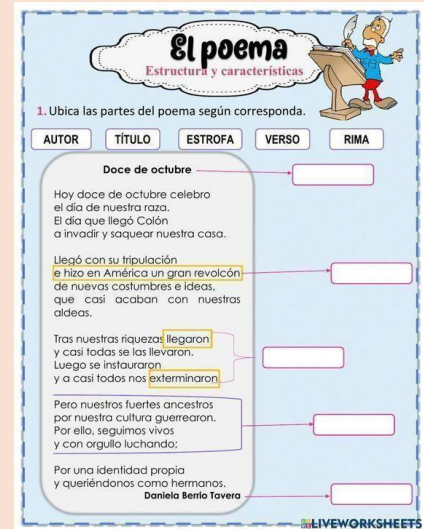 El poema
Estructura y características
1. Ubica las partes del poema según corresponda.
AUTOR TÍTULO ESTROFA VERSO RIMA
Doce de octubre
Hoy doce de octubre celebro
el día de nuestra raza.
El día que llegó Colón
a invadir y saquear nuestra casa.
Llegó con su tripulación
e hizo en América un gran revolcón
de nuevas costumbres e ideas,
que casi acaban con nuestras
aldeas.
Tras nuestras riquezas llegaron
y casi todas se las llevaron.
Luego se instauraron
y a casi todos nos exterminaron
Pero nuestros fuertes ancestros
por nuestra cultura guerrearon.
Por ello, seguimos vivos
y con orgullo luchando;
Por una identidad propia
y queriéndonos como hermanos.
Daniela Berrio Tavera
LIVEWORKSHEETS